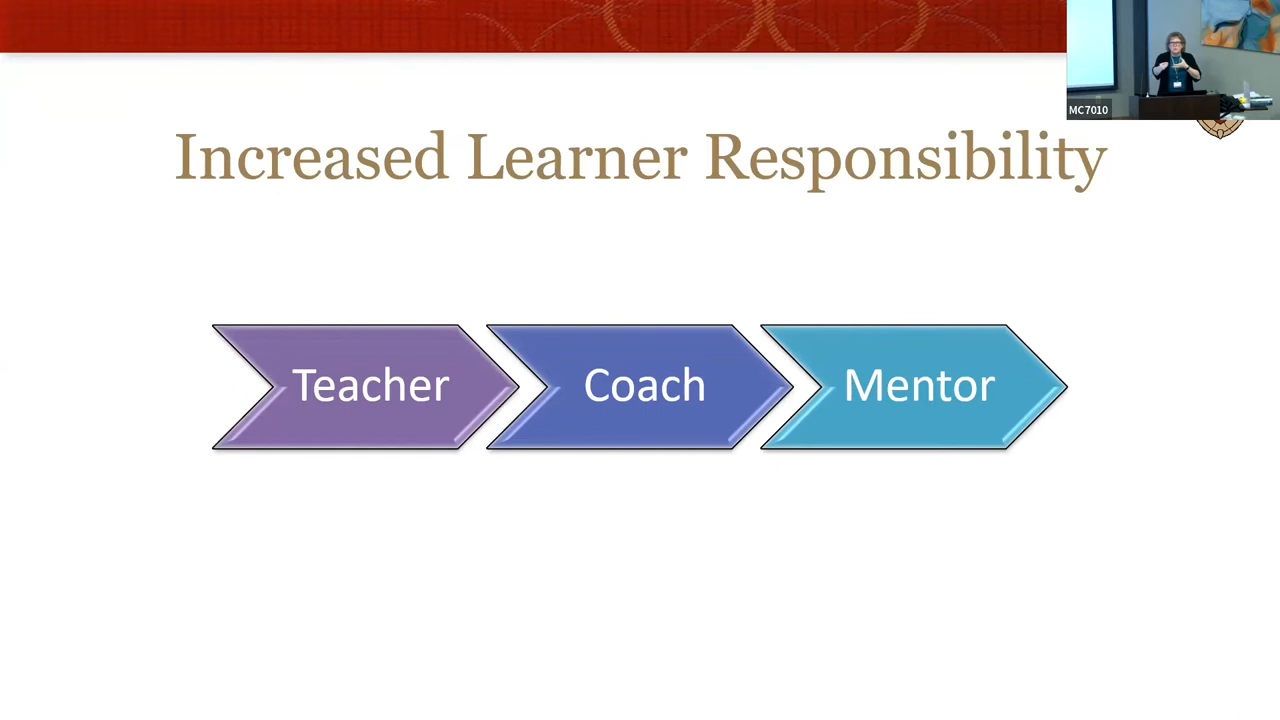 MC7010
Increased Learner Responsibility
Teacher
Coach
Mentor